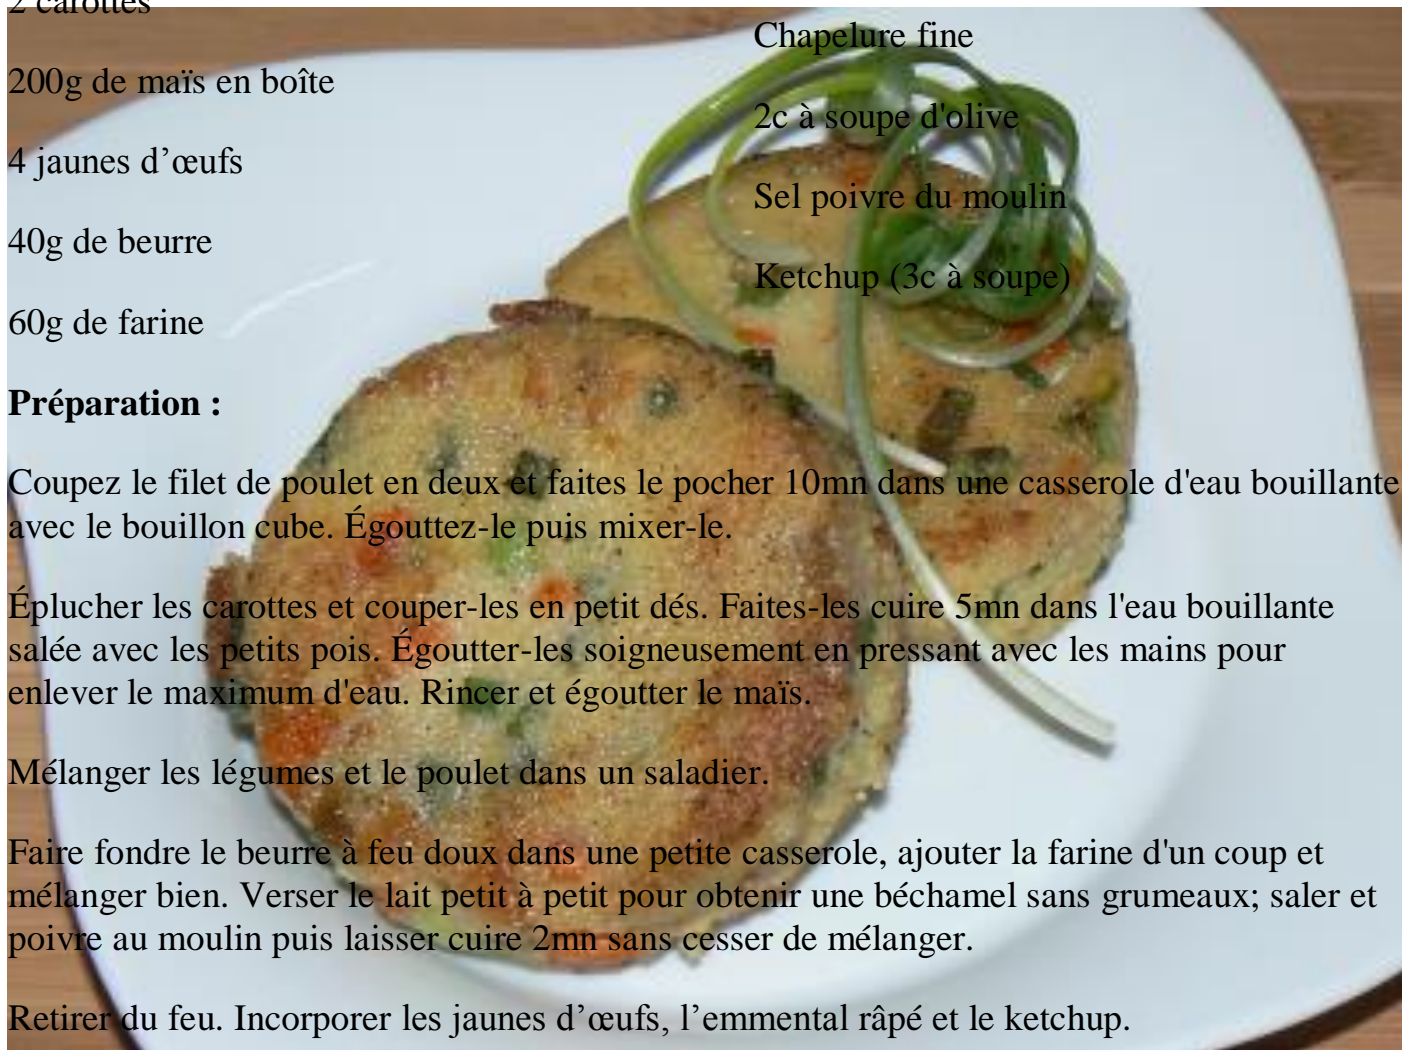 2 carottes
200g de maïs en boîte
4 jaunes d’œufs
40g de beurre
60g de farine
Chapelure fine
2c à soupe d'olive
Sel poivre du moulin
Ketchup (3c à soupe)
Préparation :
Coupez le filet de poulet en deux et faites le pocher 10mn dans une casserole d'eau bouillante
avec le bouillon cube. Égouttez-le puis mixer-le.
Éplucher les carottes et couper-les en petit dés. Faites-les cuire 5mn dans l'eau bouillante
salée avec les petits pois. Égoutter-les soigneusement en pressant avec les mains pour
enlever le maximum d'eau. Rincer et égoutter le maïs.
Mélanger les légumes et le poulet dans un saladier.
Faire fondre le beurre à feu doux dans une petite casserole, ajouter la farine d'un coup et
mélanger bien. Verser le lait petit à petit pour obtenir une béchamel sans grumeaux; saler et
poivre au moulin puis laisser cuire 2mn sans cesser de mélanger.
Retirer du feu. Incorporer les jaunes d’œufs, l’emmental râpé et le ketchup.